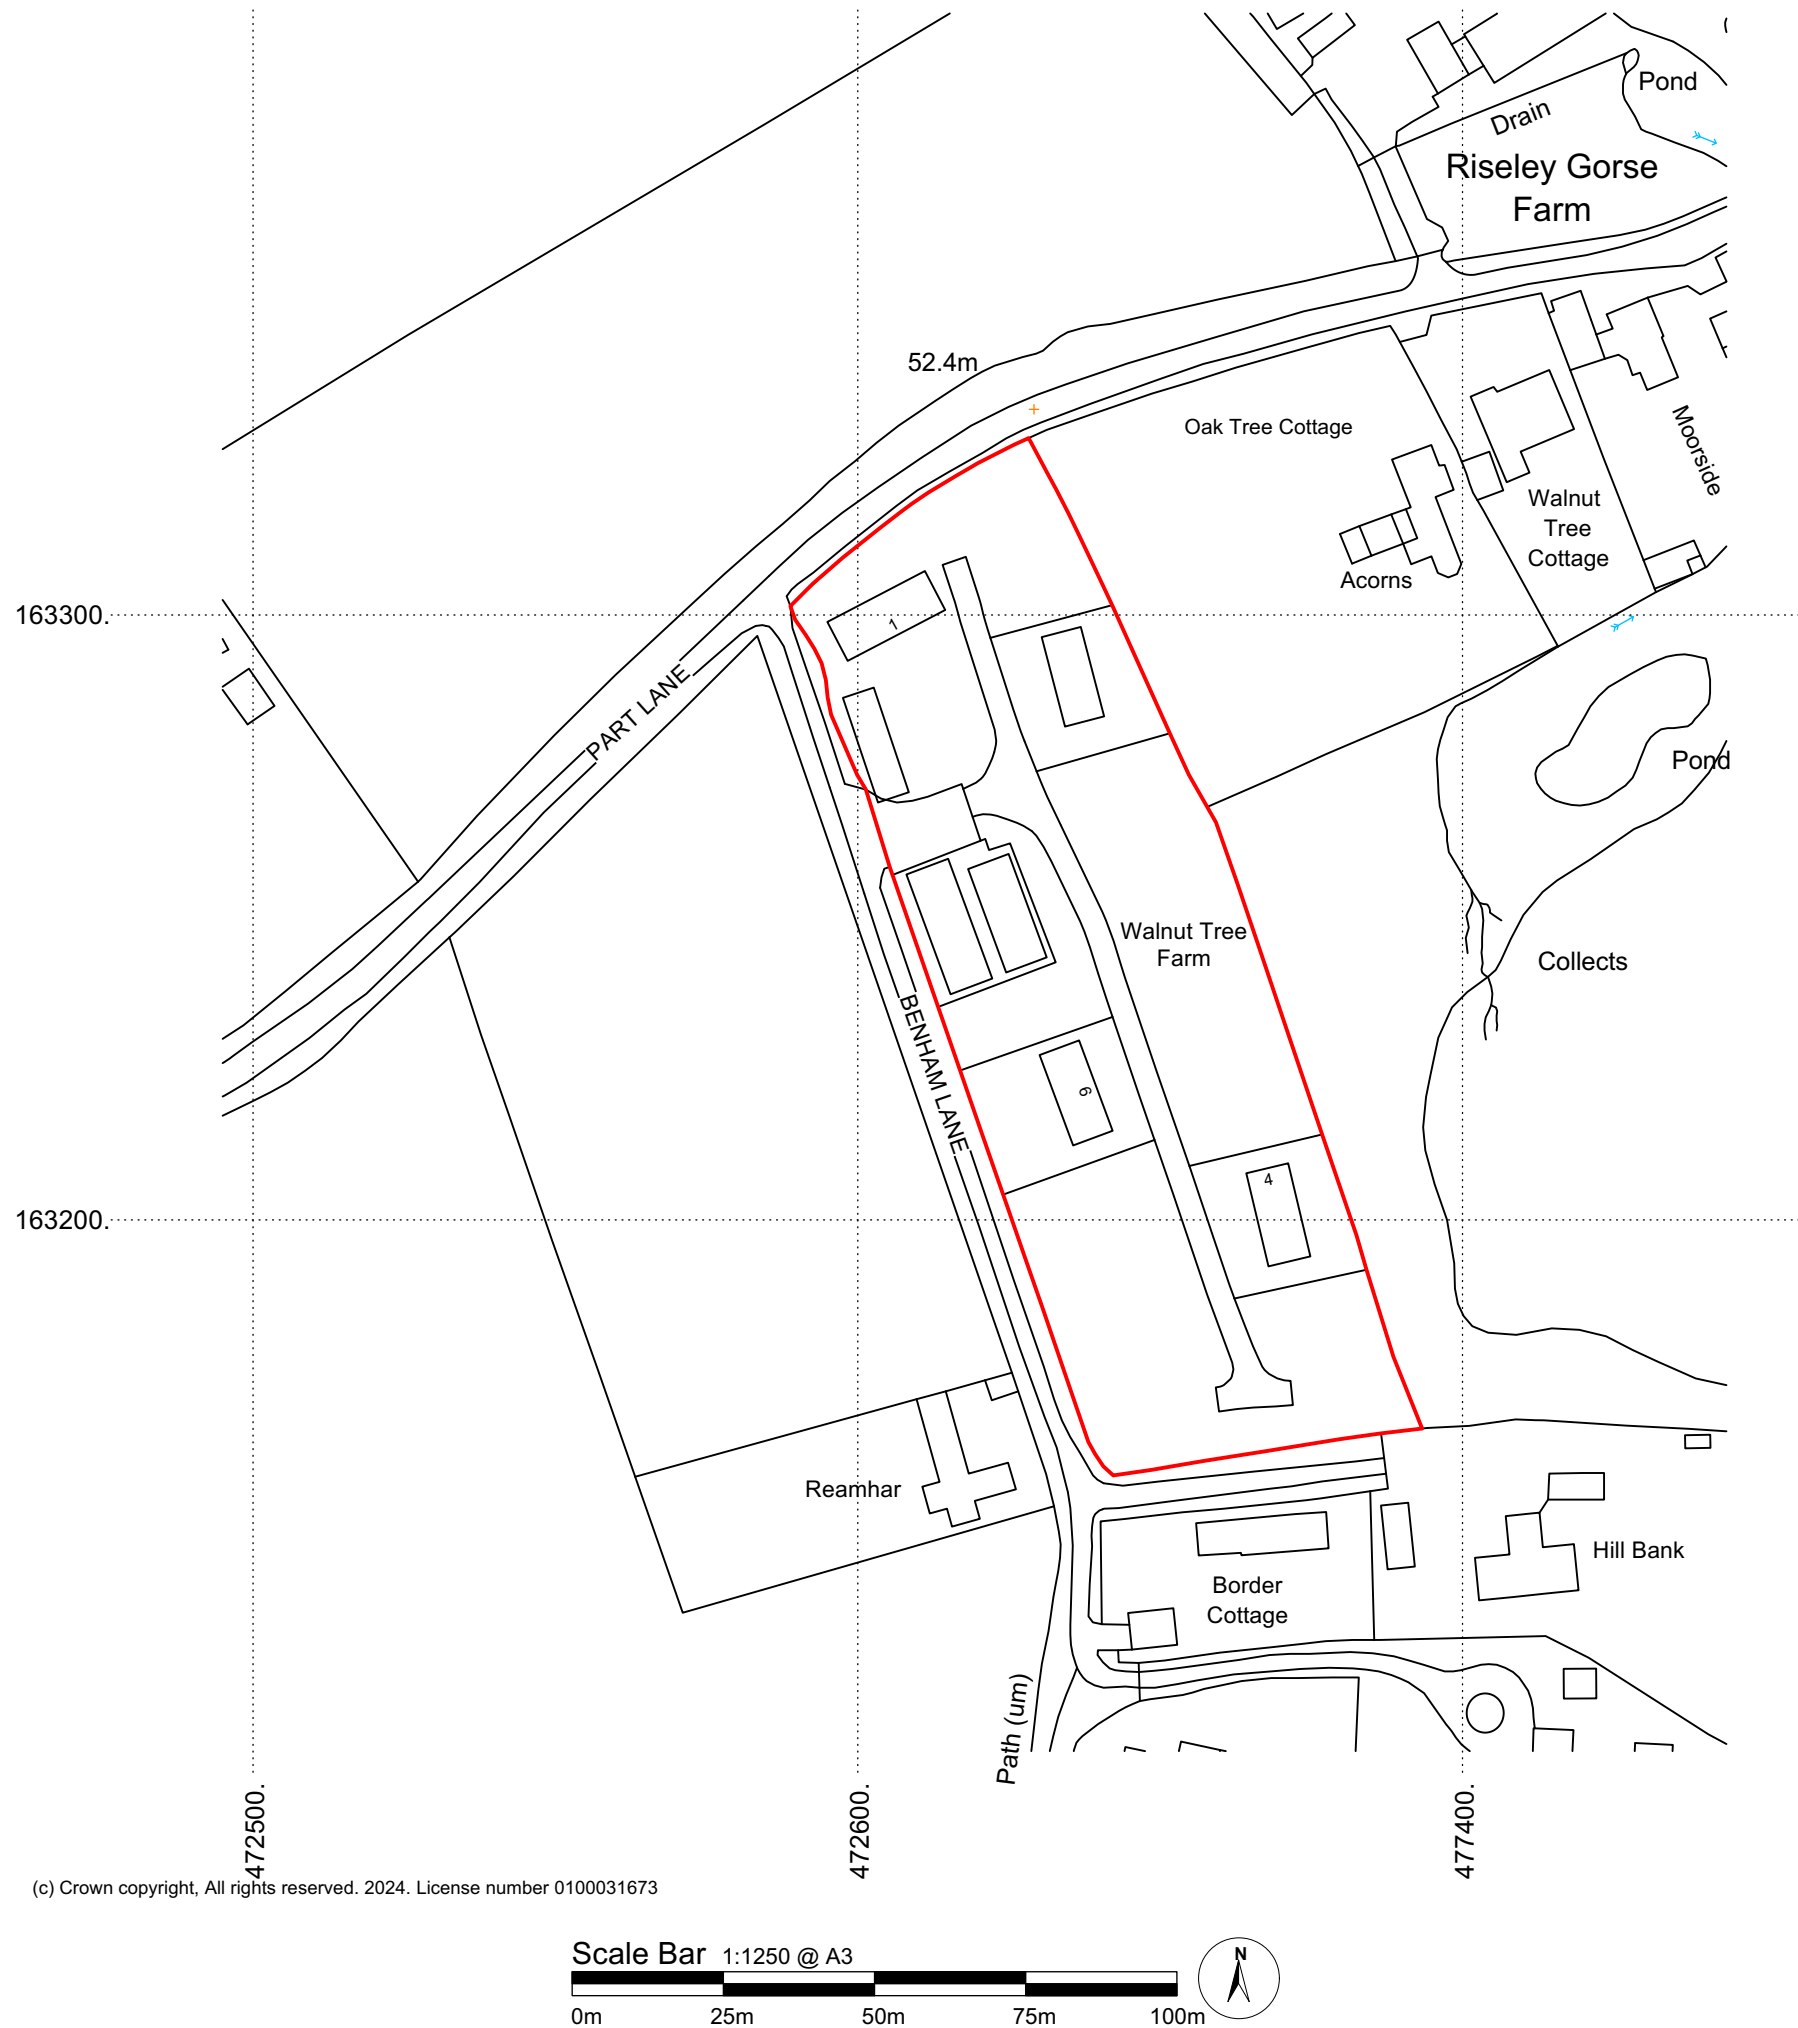 Pond
Drain
Riseley Gorse
Farm
52.4m
Oak Tree Cottage
Moorside
Walnut
Tree
Cottage
Acorns
163300.
1
PART LANE
Pond
Walnut Tree
Farm
Collects
BENHAM LANE
6
4
163200.
Reamhar
Hill Bank
Border
Cottage
Path (um)
472500.
472600.
477400.
(c) Crown copyright, All rights reserved. 2024. License number 0100031673
Scale Bar 1:1250 @ A3
N
0m 25m 50m 75m 100m